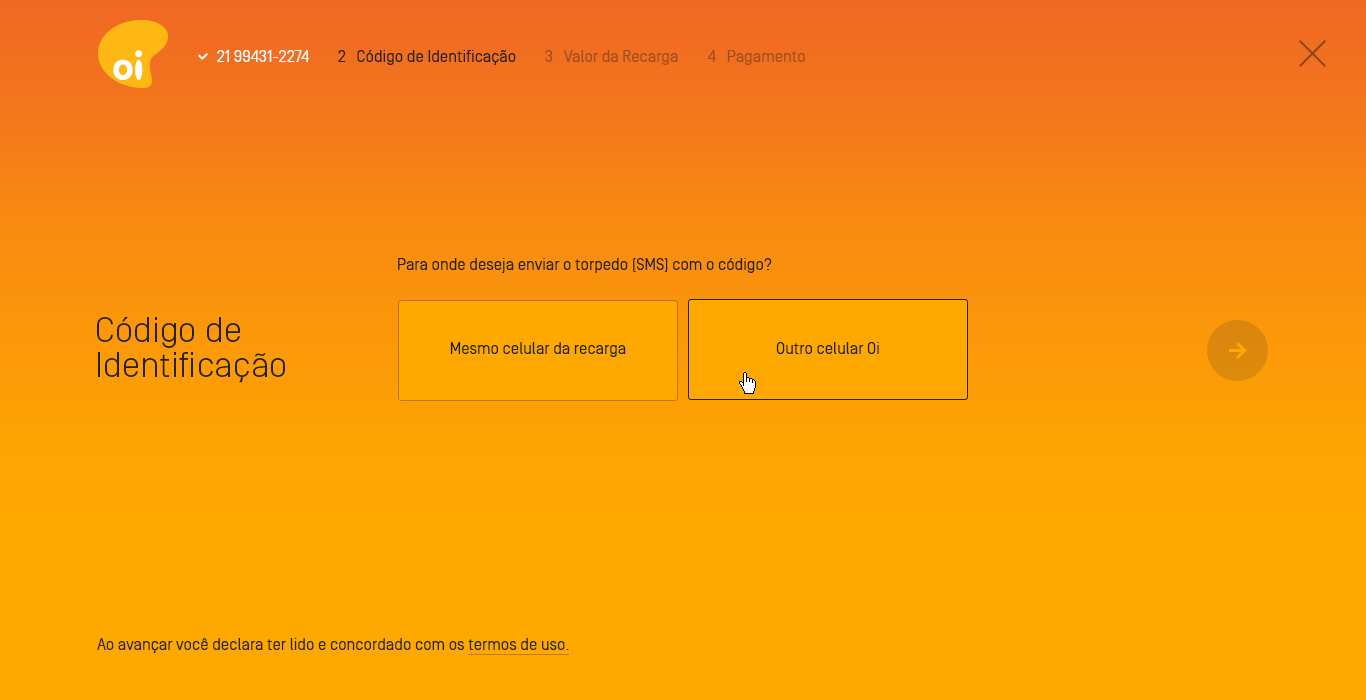 oi
21 99431-2274
2 Código de Identificação
3 Valor da Recarga
4 Pagamento
Para onde deseja enviar o torpedo [SMS] com o código?
Código de
Identificação
Mesmo celular da recarga
Outro celular Oi
Ao avançar você declara ter lido e concordado com os termos de uso.